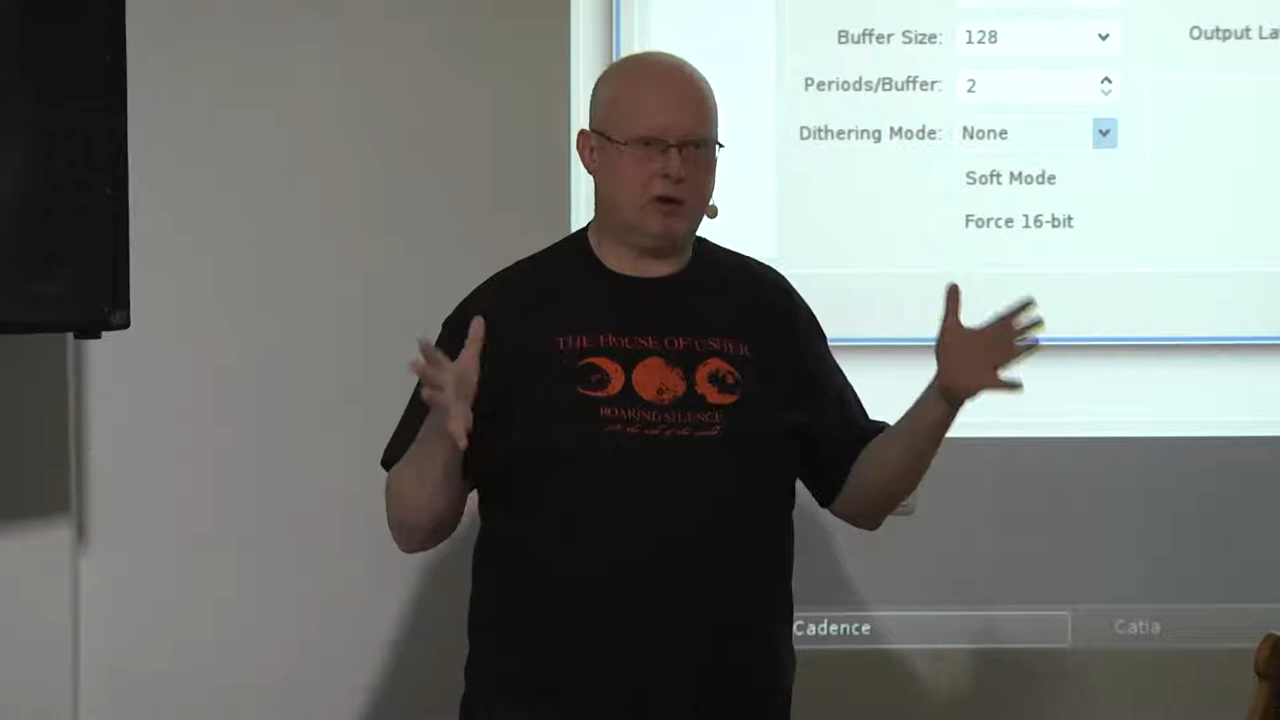 Buffer Size: 128
Output La
Periods/Buffer: 2
Dithering Mode: None
Soft Mode
Force 16-bit
THE HOUSE OF USHER
ROARING SILENCE
Cadence
Catia